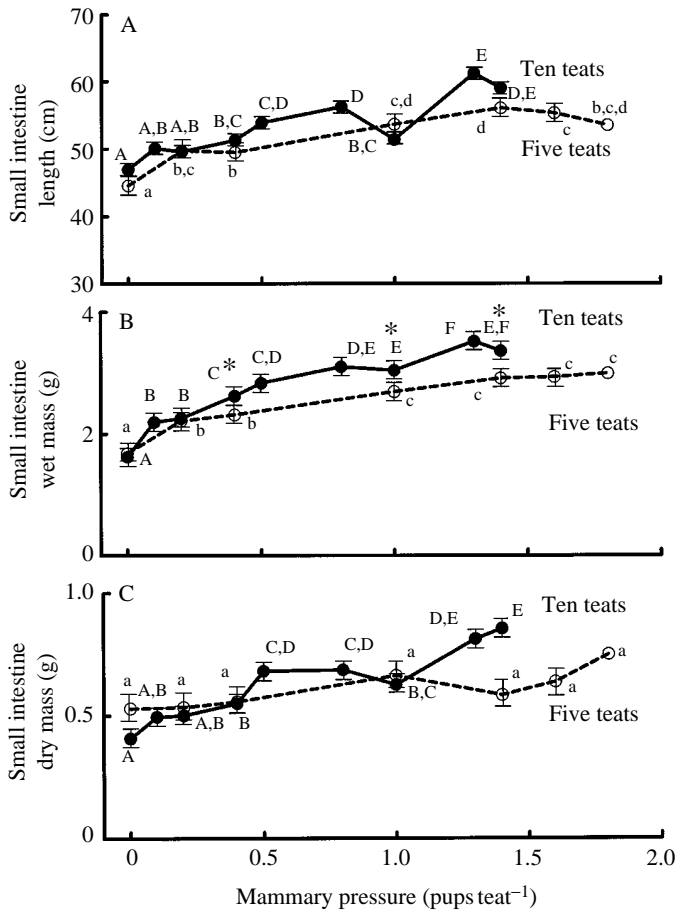 A
70
60
50
40
30
Small intestine
length (cm)
A
A,B
A,B
B,C
C,D
D
B,C
E
D,E
a
b,c
b
c,d
d
c
b,c,d
Ten teats
Five teats
B
4
2
0
Small intestine
wet mass (g)
a
A
B
B
C
*
C,D
D,E
*
E
F
*
E,F
b
b
c
c
c
c
Ten teats
Five teats
C
1.0
0.5
0
Small intestine
dry mass (g)
a
A
A,B
a
A,B
a
B
C,D
C,D
a
B,C
D,E
E
a
a
a
Ten teats
Five teats
0 0.5 1.0 1.5 2.0
Mammary pressure (pups teat⁻¹)